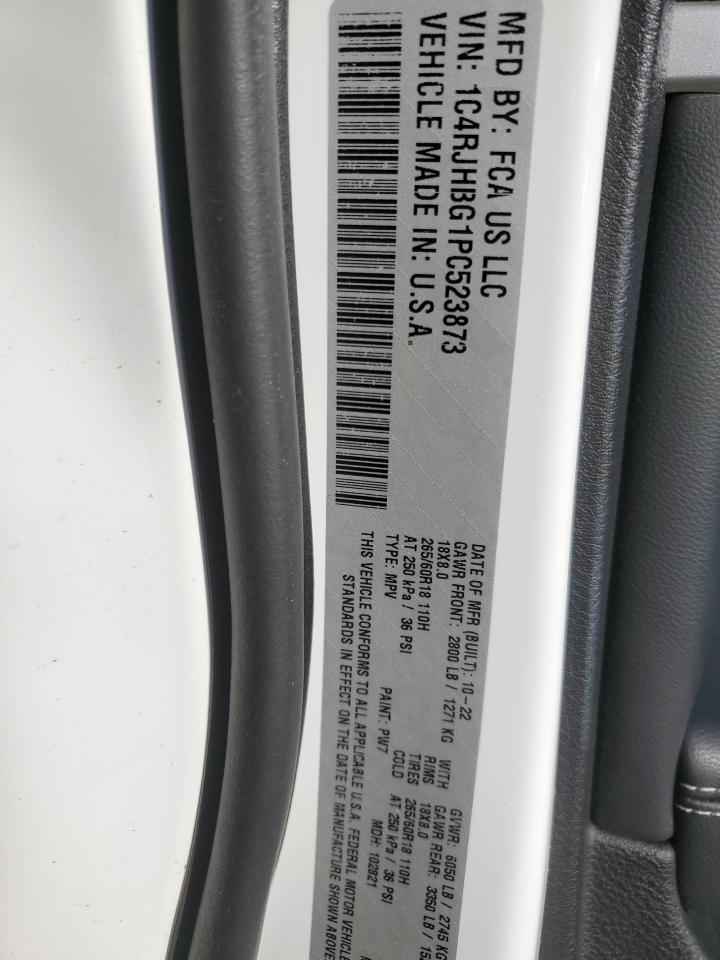 MFD BY: FCA US LLC
VIN: 1C4RJHBG1PC523873
VEHICLE MADE IN: U.S.A.
DATE OF MFR (BUILT): 10-22 GVWR: 6050 LB / 2745 KG
GAWR FRONT: 2800 LB / 1271 KG WITH GAWR REAR: 3350 LB /
18X8.0 RIMS 18X8.0
265/60R18 110H TIRES 265/60R18 110H
AT 250 kPa / 36 PSI COLD AT 250 kPa / 36 PSI
TYPE: MPV PAINT: PW7 MDH: 102821
THIS VEHICLE CONFORMS TO ALL APPLICABLE U.S.A. FEDERAL MOTOR VEHICLE
STANDARDS IN EFFECT ON THE DATE OF MANUFACTURE SHOWN ABOVE.